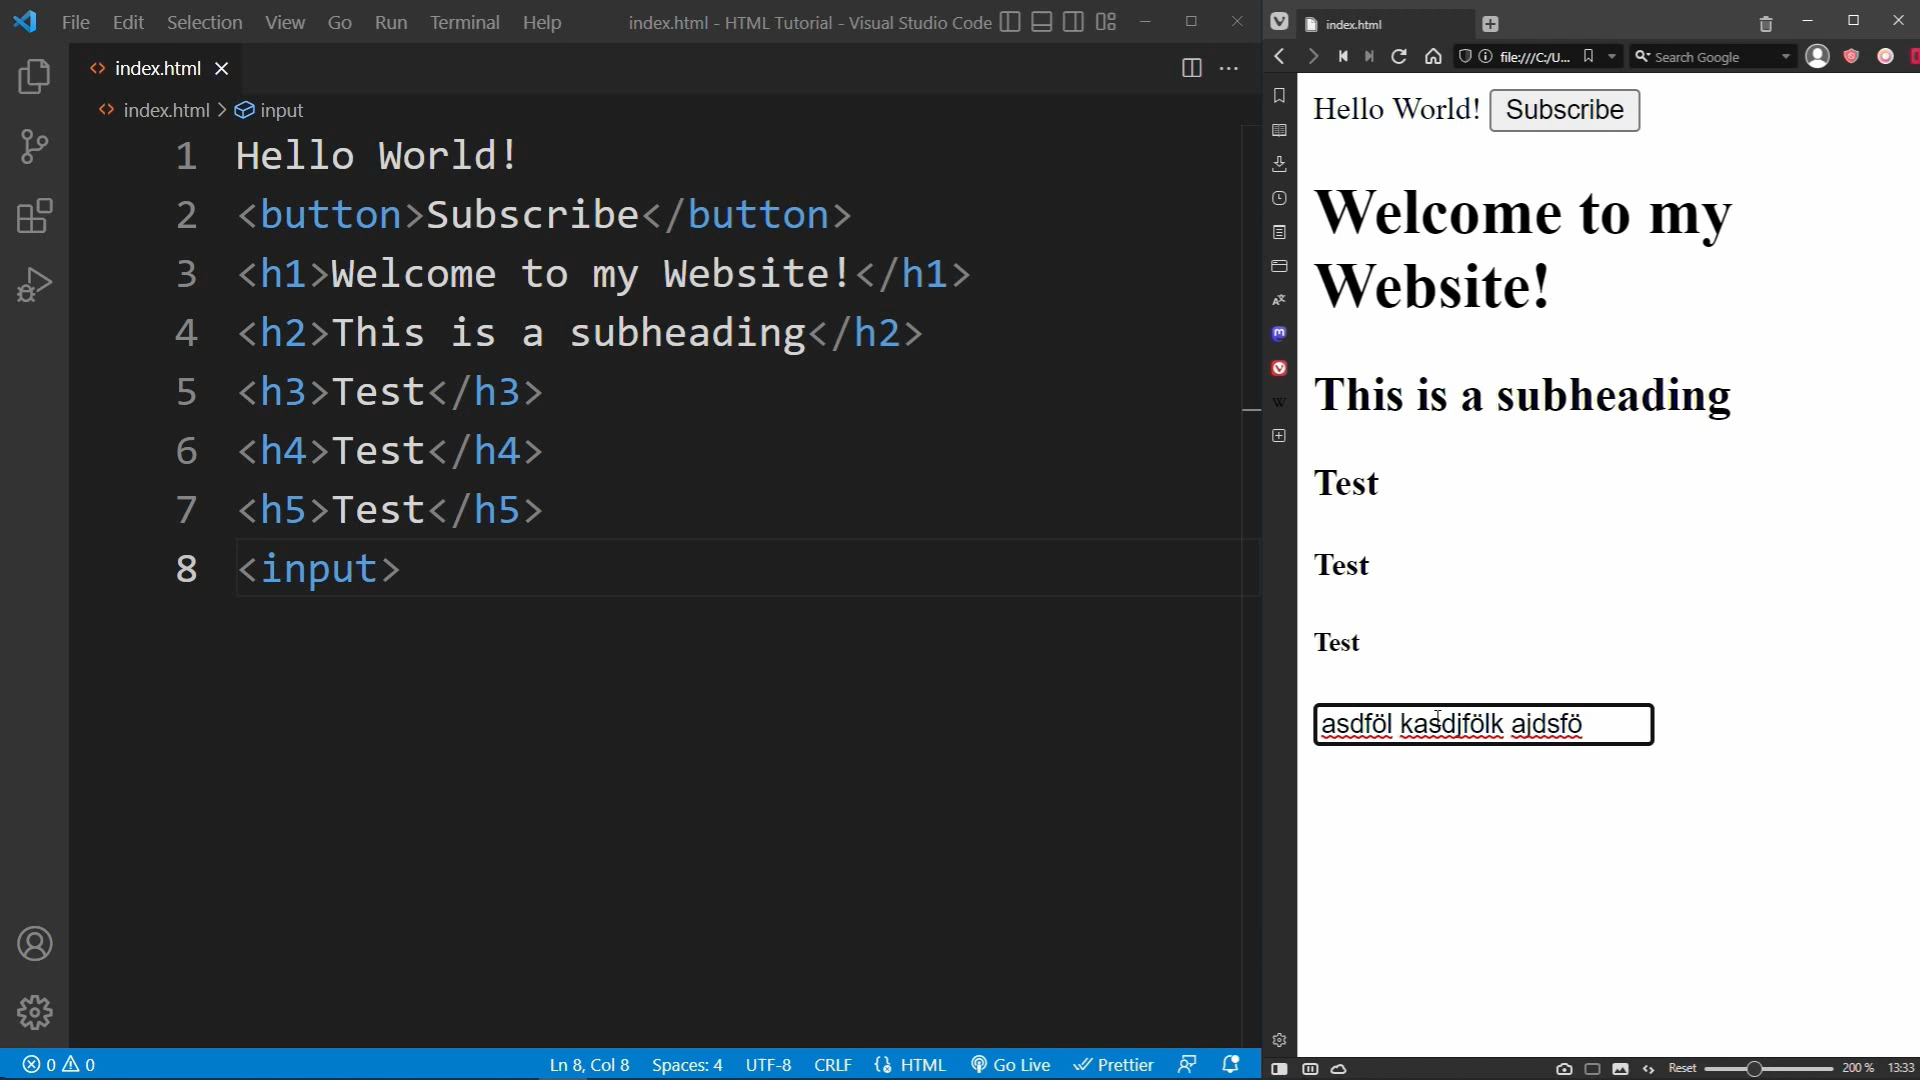 File Edit Selection View Go Run Terminal Help index.html - HTML Tutorial - Visual Studio Code
index.html
index.html > input
1 Hello World!
2 <button>Subscribe</button>
3 <h1>Welcome to my Website!</h1>
4 <h2>This is a subheading</h2>
5 <h3>Test</h3>
6 <h4>Test</h4>
7 <h5>Test</h5>
8 <input>
0 0 Ln 8, Col 8 Spaces: 4 UTF-8 CRLF HTML Go Live Prettier
index.html
file:///C:/U... Search Google
Hello World! Subscribe
Welcome to my
Website!
This is a subheading
Test
Test
Test
asdföl kasdjfölk ajdsfö
Reset 200 % 13:33